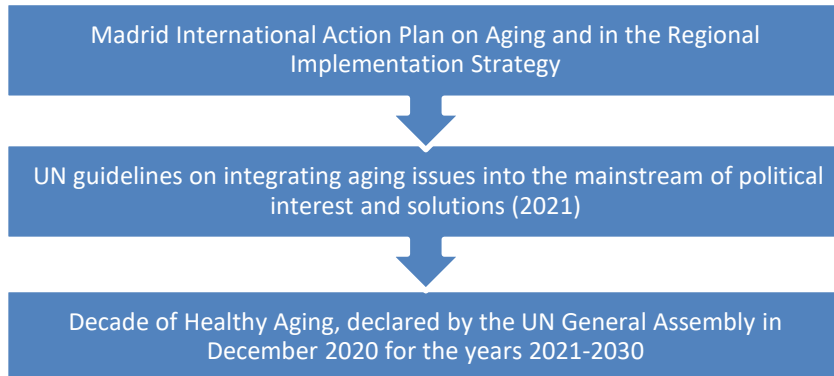 Madrid International Action Plan on Aging and in the Regional
Implementation Strategy
UN guidelines on integrating aging issues into the mainstream of political
interest and solutions (2021)
Decade of Healthy Aging, declared by the UN General Assembly in
December 2020 for the years 2021-2030